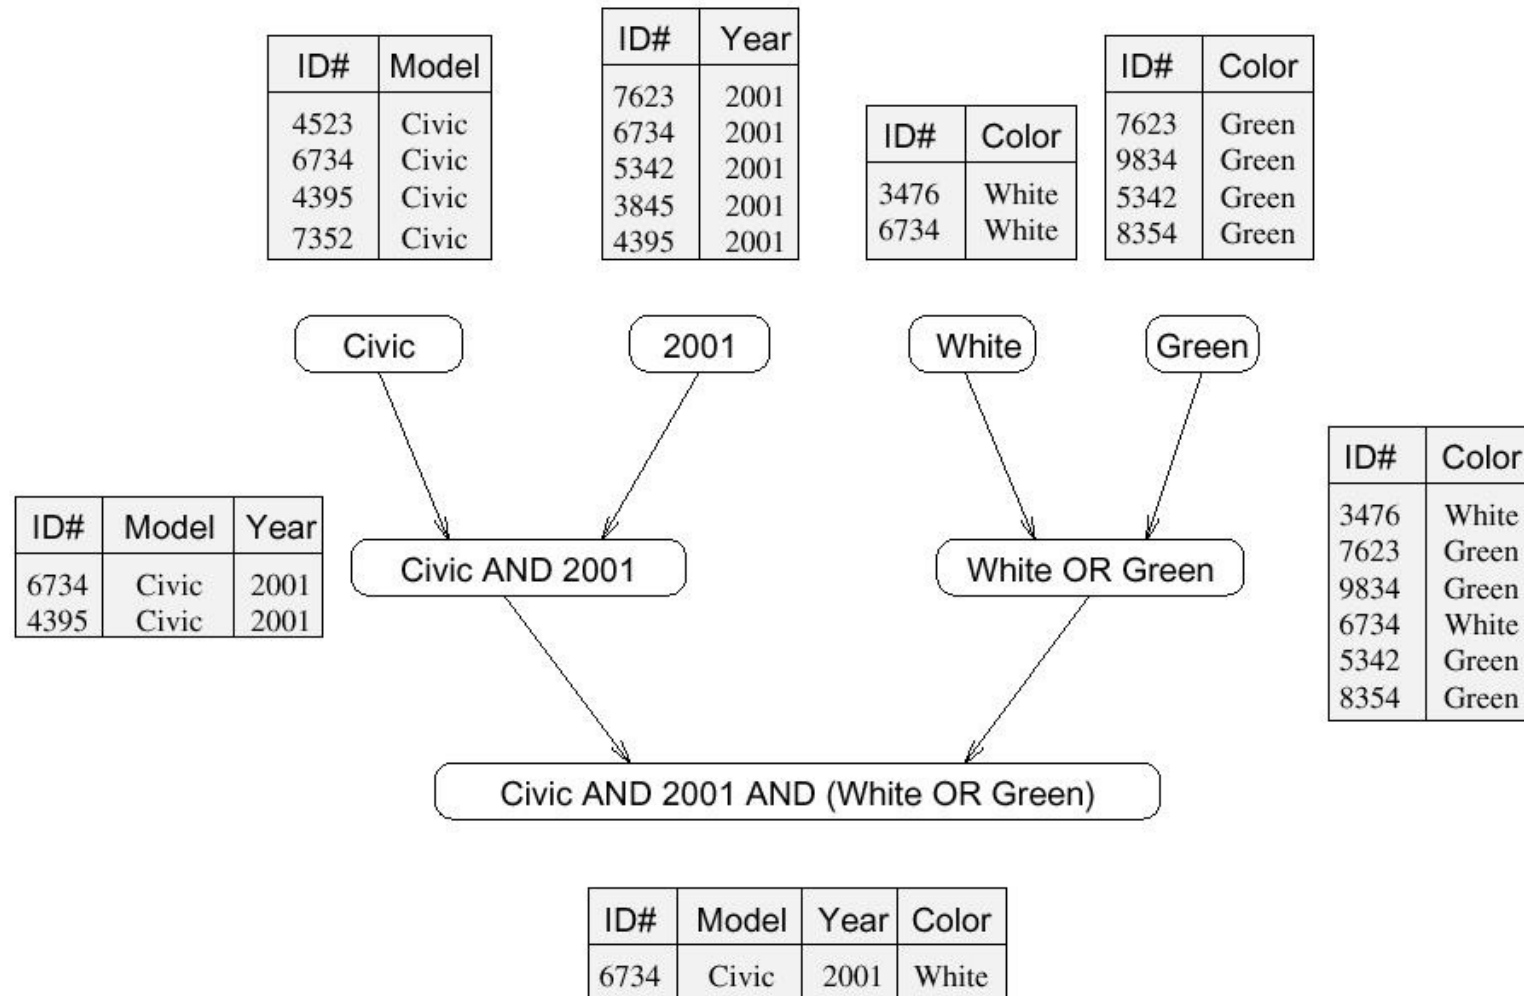 ID# Model
4523 Civic
6734 Civic
4395 Civic
7352 Civic
ID# Year
7623 2001
6734 2001
5342 2001
3845 2001
4395 2001
ID# Color
3476 White
6734 White
ID# Color
7623 Green
9834 Green
5342 Green
8354 Green
Civic
2001
White
Green
ID# Model Year
6734 Civic 2001
4395 Civic 2001
Civic AND 2001
White OR Green
ID# Color
3476 White
7623 Green
9834 Green
6734 White
5342 Green
8354 Green
Civic AND 2001 AND (White OR Green)
ID# Model Year Color
6734 Civic 2001 White